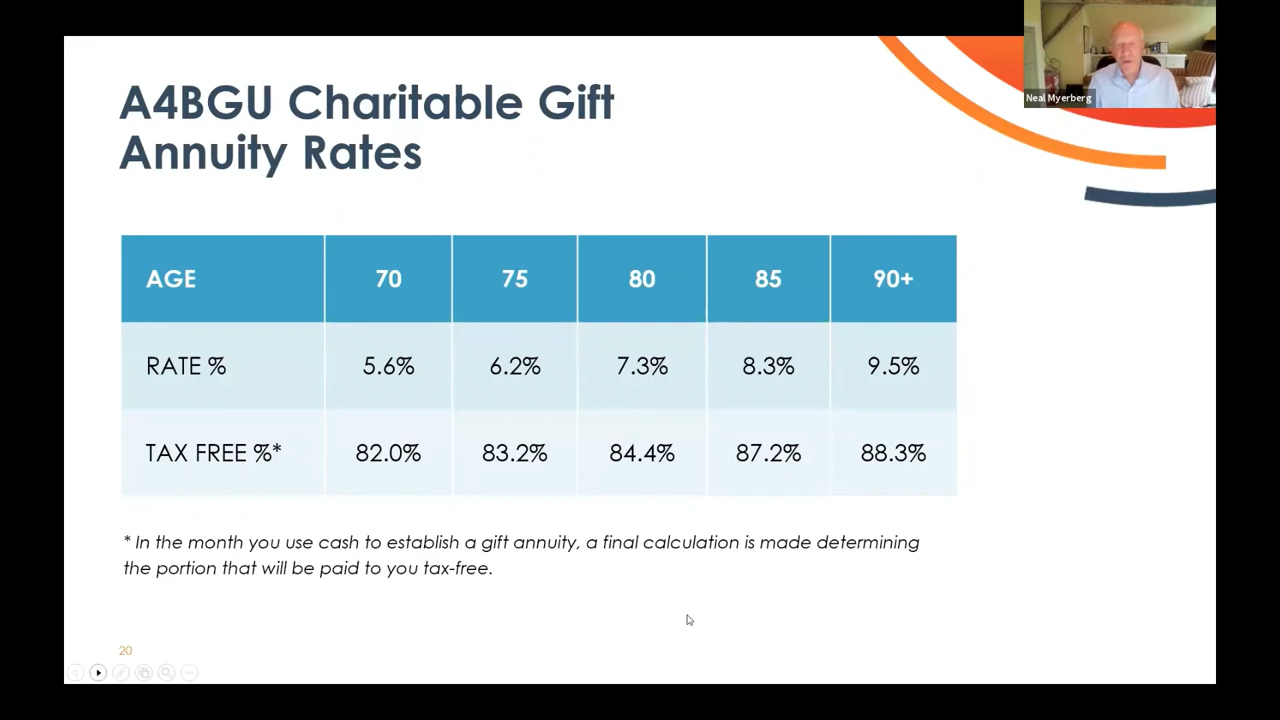 A4BGU Charitable Gift
Annuity Rates
Neal Myerberg
AGE 70 75 80 85 90+
RATE % 5.6% 6.2% 7.3% 8.3% 9.5%
TAX FREE %* 82.0% 83.2% 84.4% 87.2% 88.3%
* In the month you use cash to establish a gift annuity, a final calculation is made determining
the portion that will be paid to you tax-free.
20